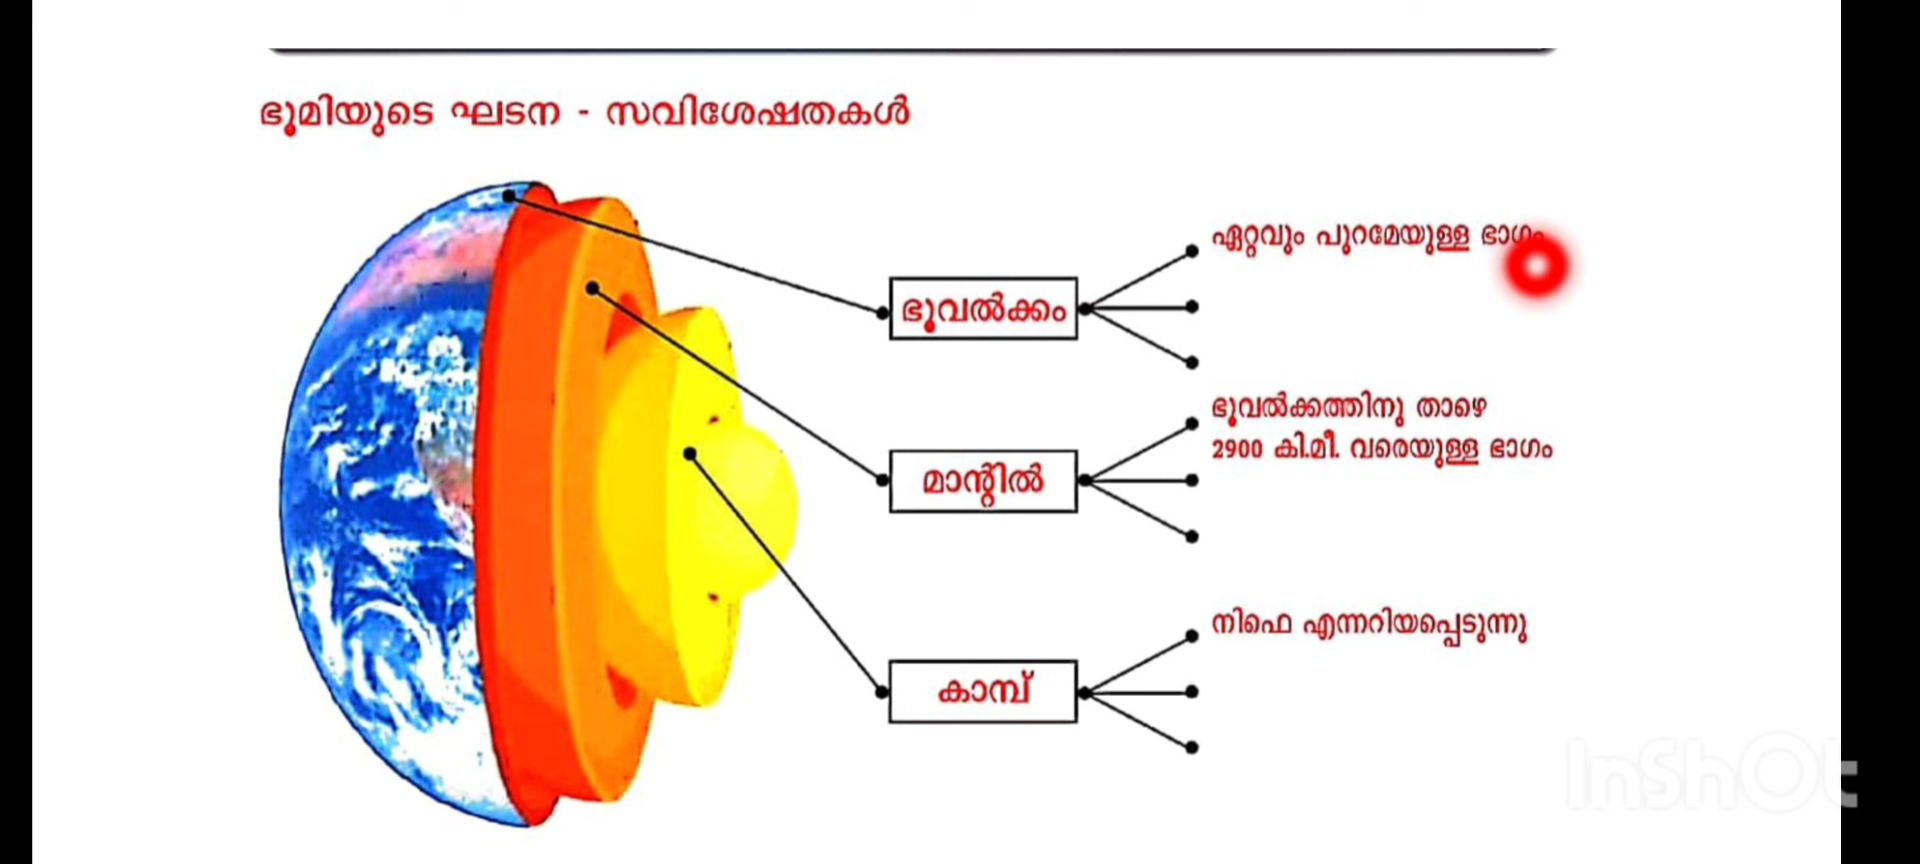 ഭൂമിയുടെ ഘടന - സവിശേഷതകൾ
ഏറ്റവും പുറമേയുള്ള ഭാഗം
ഭൂവൽക്കം
ഭൂവൽക്കത്തിനു താഴെ
2900 കി.മീ. വരെയുള്ള ഭാഗം
മാന്റിൽ
നിഫെ എന്നറിയപ്പെടുന്നു
കാമ്പ്
InShOt